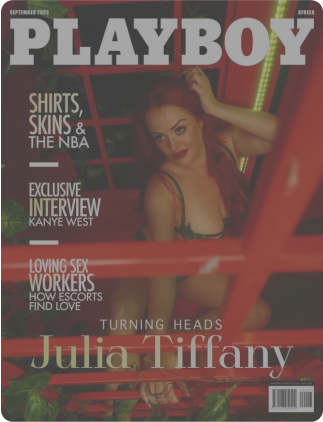 SEPTEMBER 2023
AFRICA
PLAYBOY
SHIRTS,
SKINS &
THE NBA
EXCLUSIVE
INTERVIEW
KANYE WEST
LOVING SEX
WORKERS
HOW ESCORTS
FIND LOVE
TURNING HEADS
Julia Tiffany